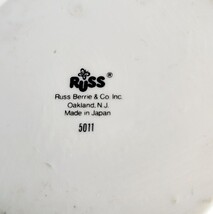 RUSS®
Russ Berrie & Co. Inc.
Oakland, N.J.
Made in Japan
5011